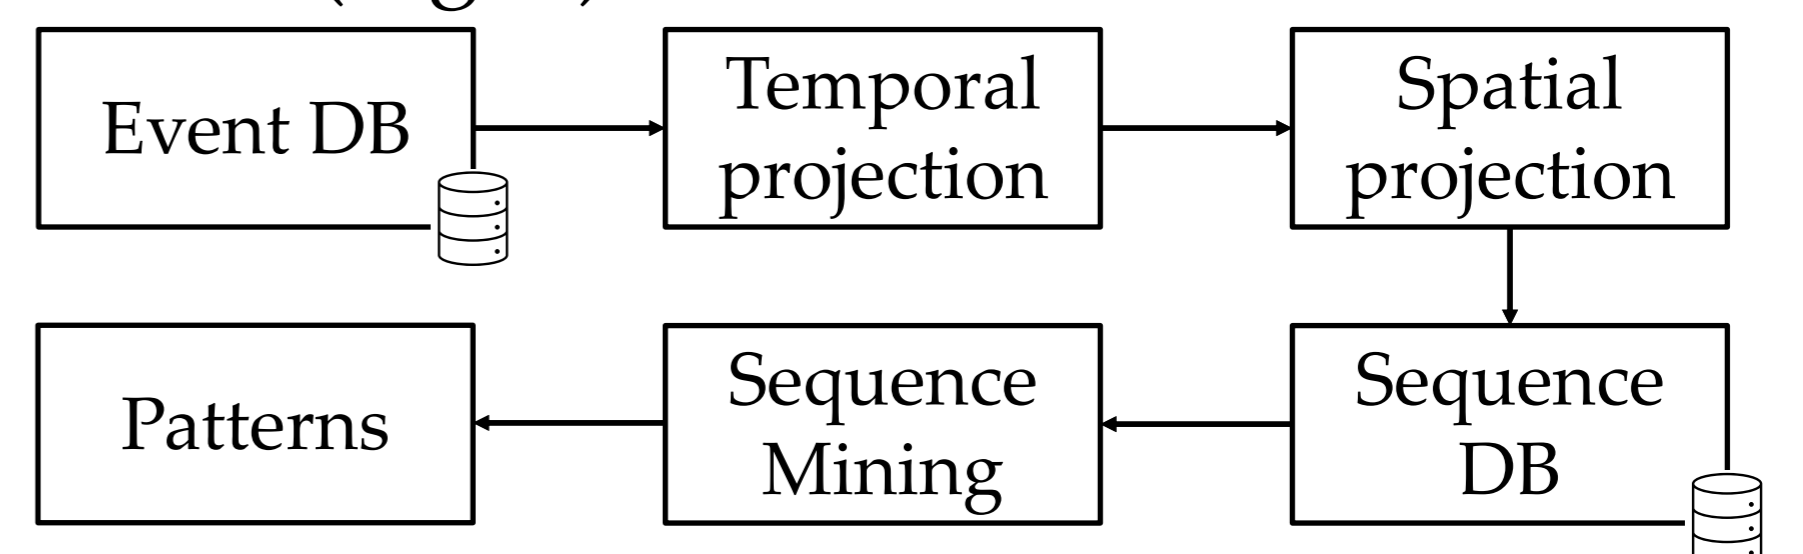 Event DB
Temporal
projection
Spatial
projection
Patterns
Sequence
Mining
Sequence
DB